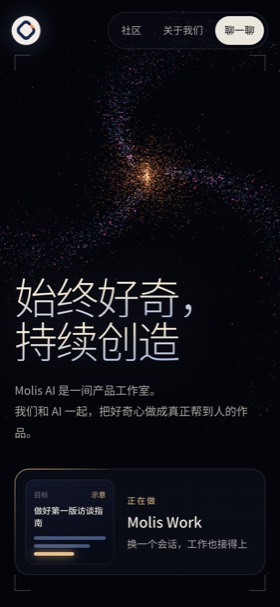 社区 关于我们 聊一聊
始终好奇，
持续创造
Molis AI 是一间产品工作室。
我们和 AI 一起，把好奇心做成真正帮到人的作
品。
目标 示意
做好第一版访谈指
南
正在做
Molis Work
换一个会话，工作也接得上